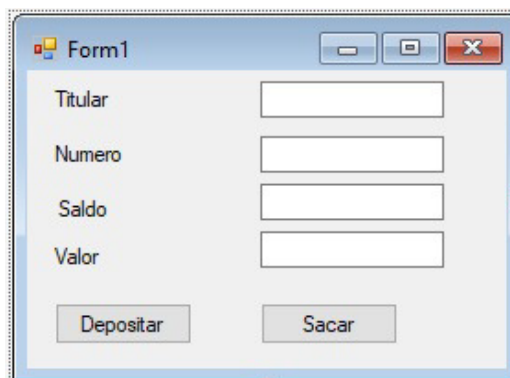 Form1
Titular
Numero
Saldo
Valor
Depositar
Sacar